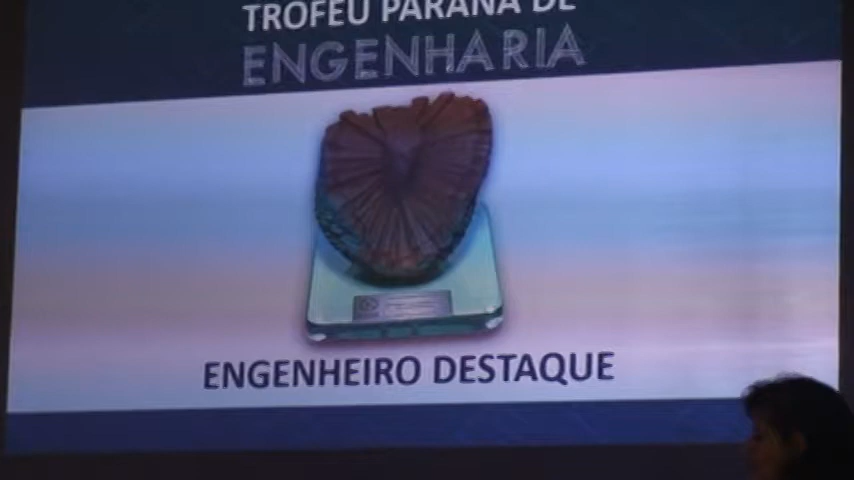 TROFÉU PARANÁ DE
ENGENHARIA
ENGENHEIRO DESTAQUE